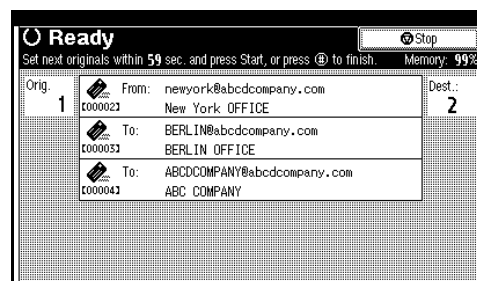 Ready
Stop
Set next originals within 59 sec. and press Start, or press # to finish. Memory: 99%
Orig. 1
From: newyork@abcdcompany.com
[00002] New York OFFICE
To: BERLIN@abcdcompany.com
[00003] BERLIN OFFICE
To: ABCDCOMPANY@abcdcompany.com
[00004] ABC COMPANY
Dest.: 2